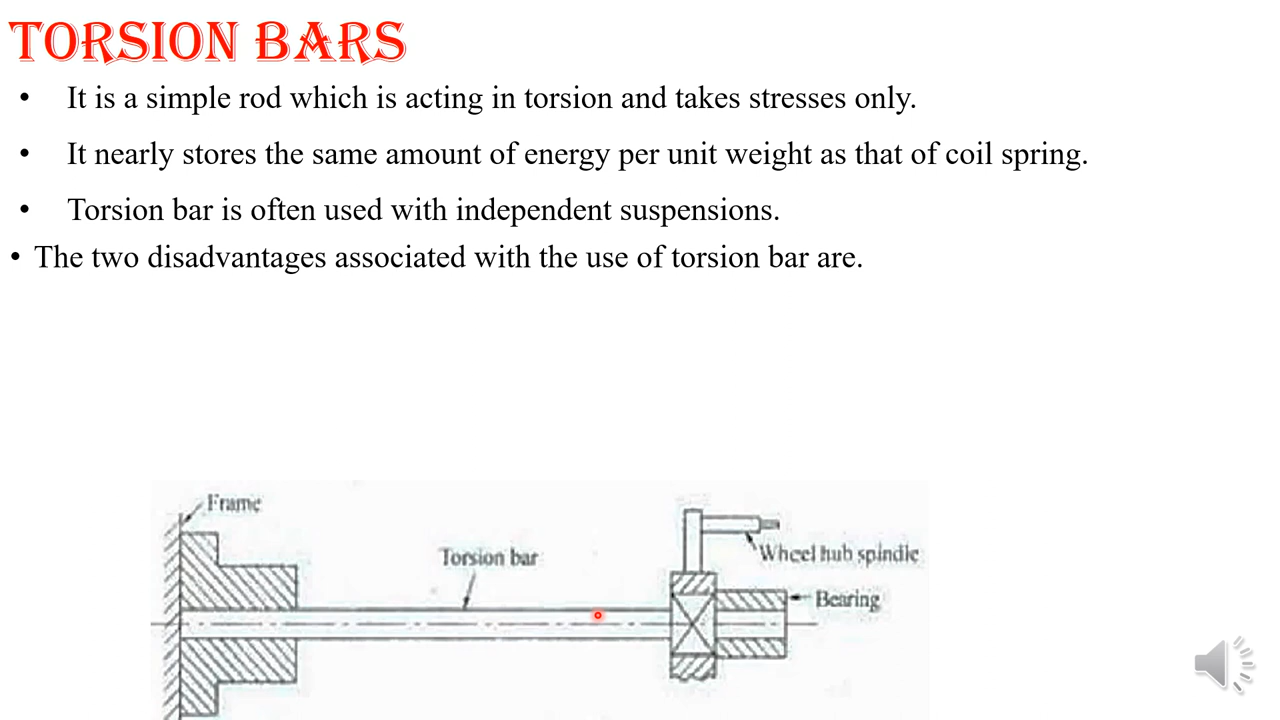 TORSION BARS
• It is a simple rod which is acting in torsion and takes stresses only.
• It nearly stores the same amount of energy per unit weight as that of coil spring.
• Torsion bar is often used with independent suspensions.
• The two disadvantages associated with the use of torsion bar are.
Frame
Torsion bar
Wheel hub spindle
Bearing